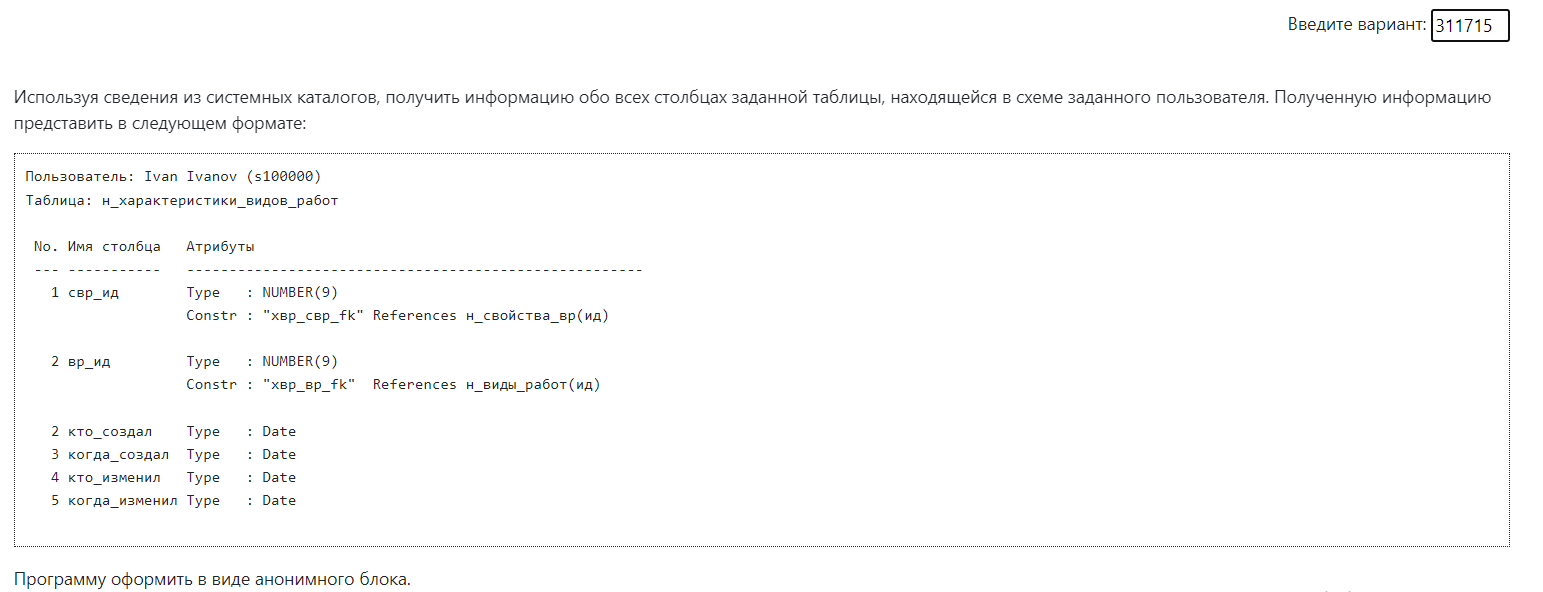 Введите вариант: 311715
Используя сведения из системных каталогов, получить информацию обо всех столбцах заданной таблицы, находящейся в схеме заданного пользователя. Полученную информацию
представить в следующем формате:
Пользователь: Ivan Ivanov (s100000)
Таблица: н_характеристики_видов_работ
No. Имя столбца   Атрибуты
--- -----------   ------------------------------------------------------
1 свр_ид        Type   : NUMBER(9)
Constr : "хвр_свр_fk" References н_свойства_вр(ид)
2 вр_ид         Type   : NUMBER(9)
Constr : "хвр_вр_fk"  References н_виды_работ(ид)
2 кто_создал    Type   : Date
3 когда_создал  Type   : Date
4 кто_изменил   Type   : Date
5 когда_изменил Type   : Date
Программу оформить в виде анонимного блока.